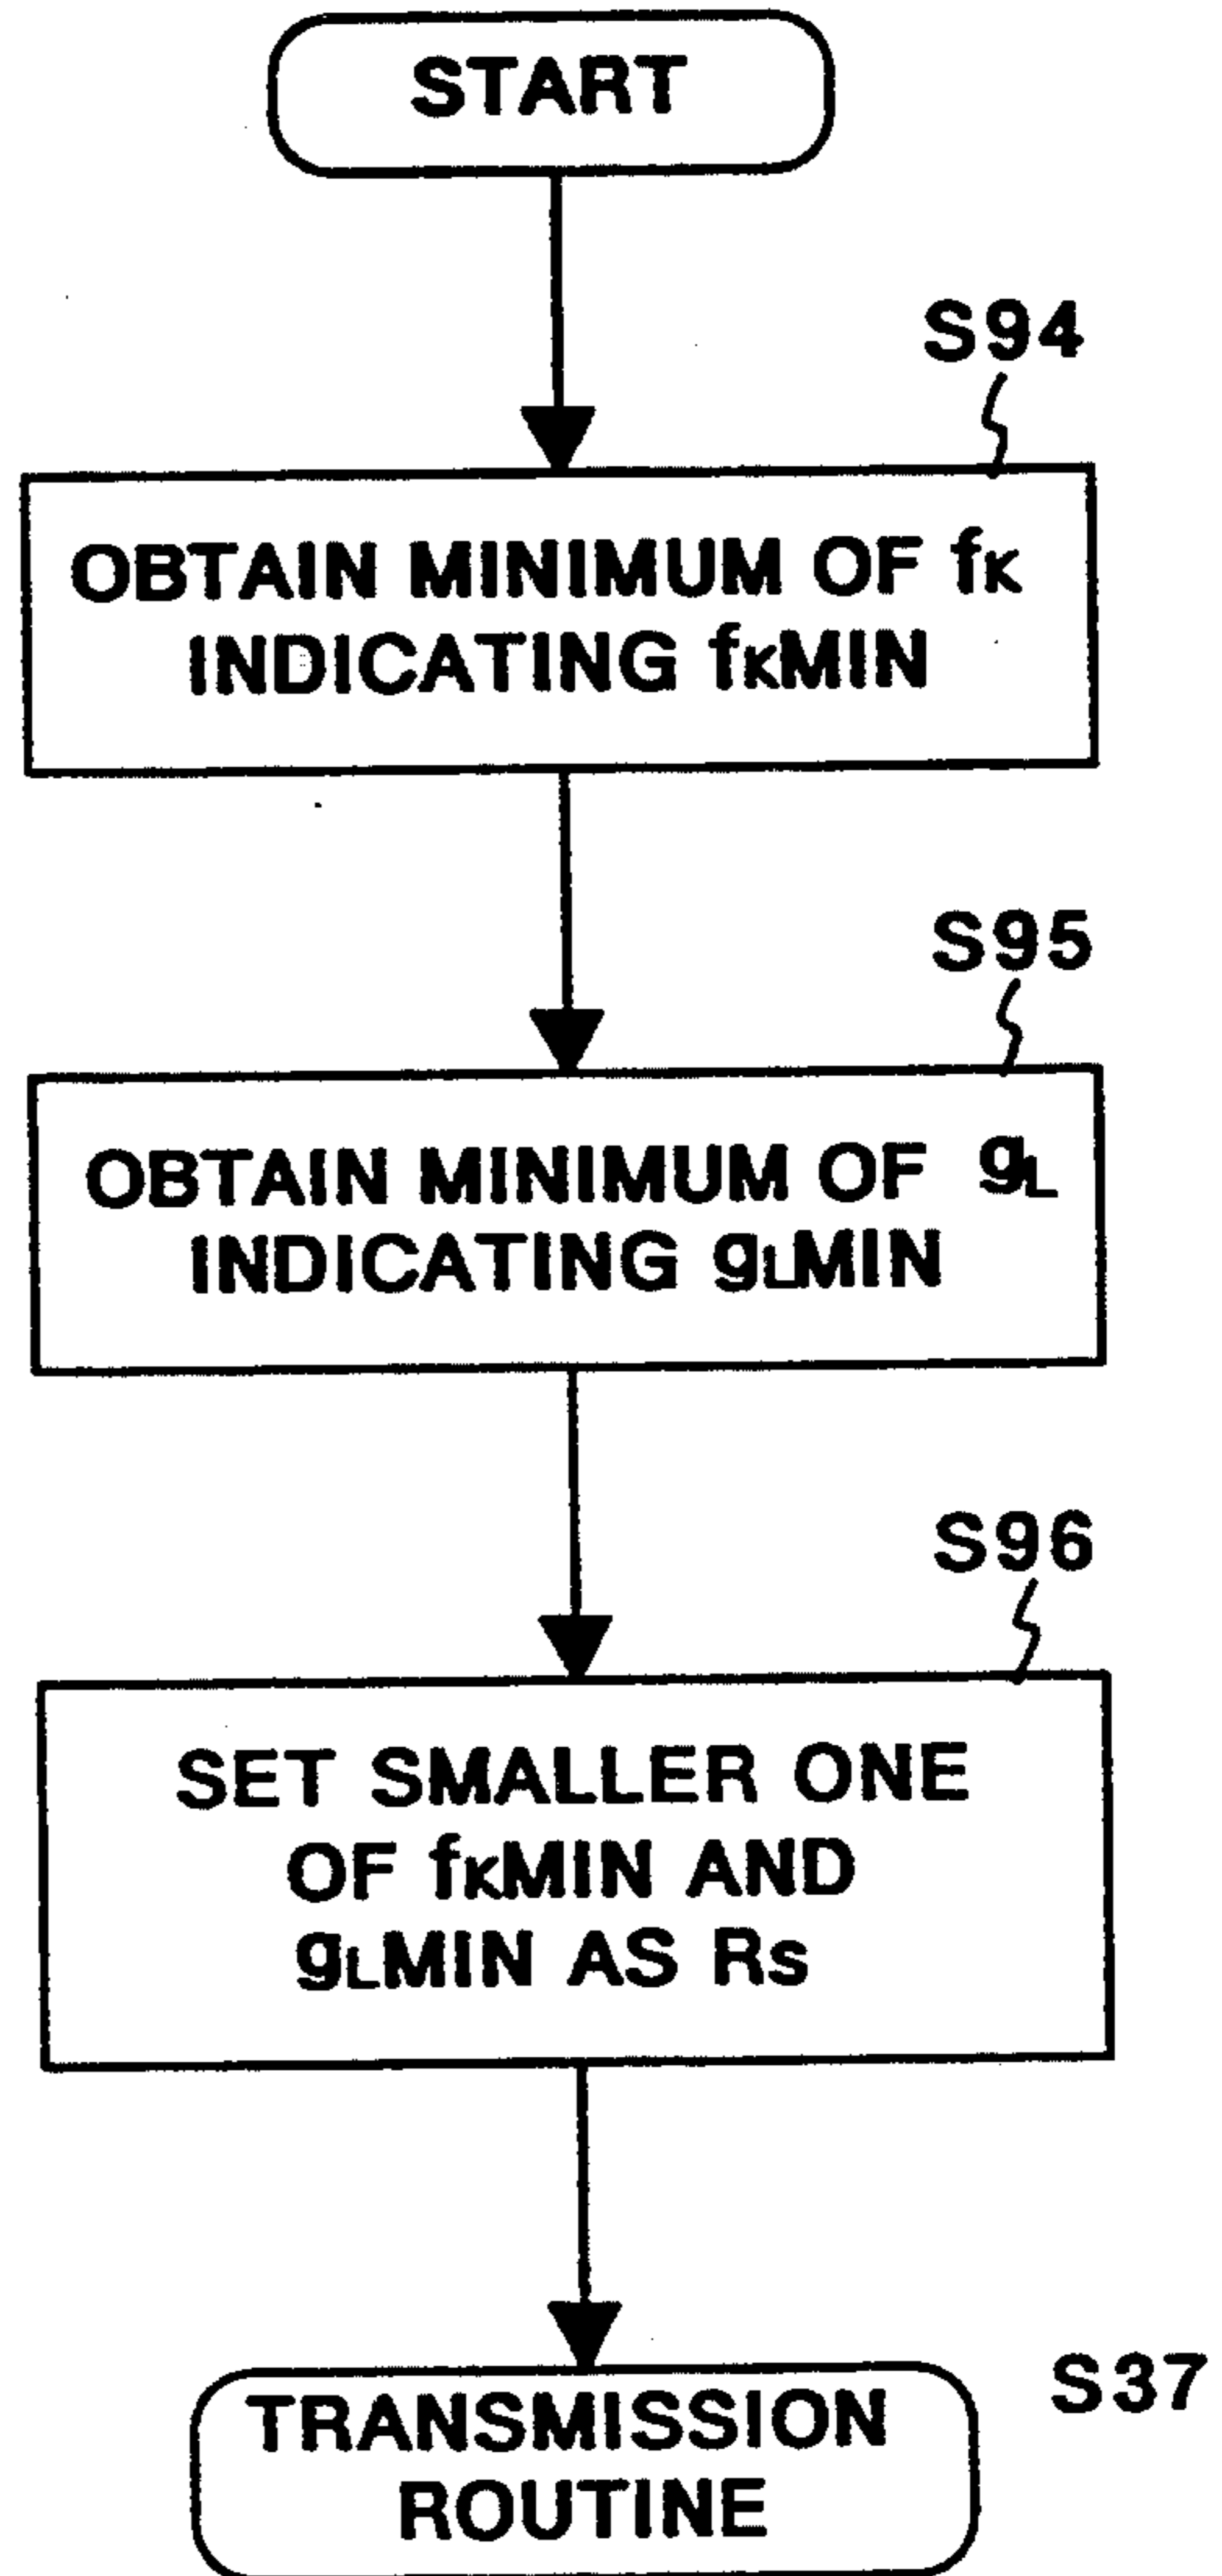 START
S94
OBTAIN MINIMUM OF fK
INDICATING fKMIN
S95
OBTAIN MINIMUM OF gL
INDICATING gLMIN
S96
SET SMALLER ONE
OF fKMIN AND
gLMIN AS Rs
S37
TRANSMISSION
ROUTINE